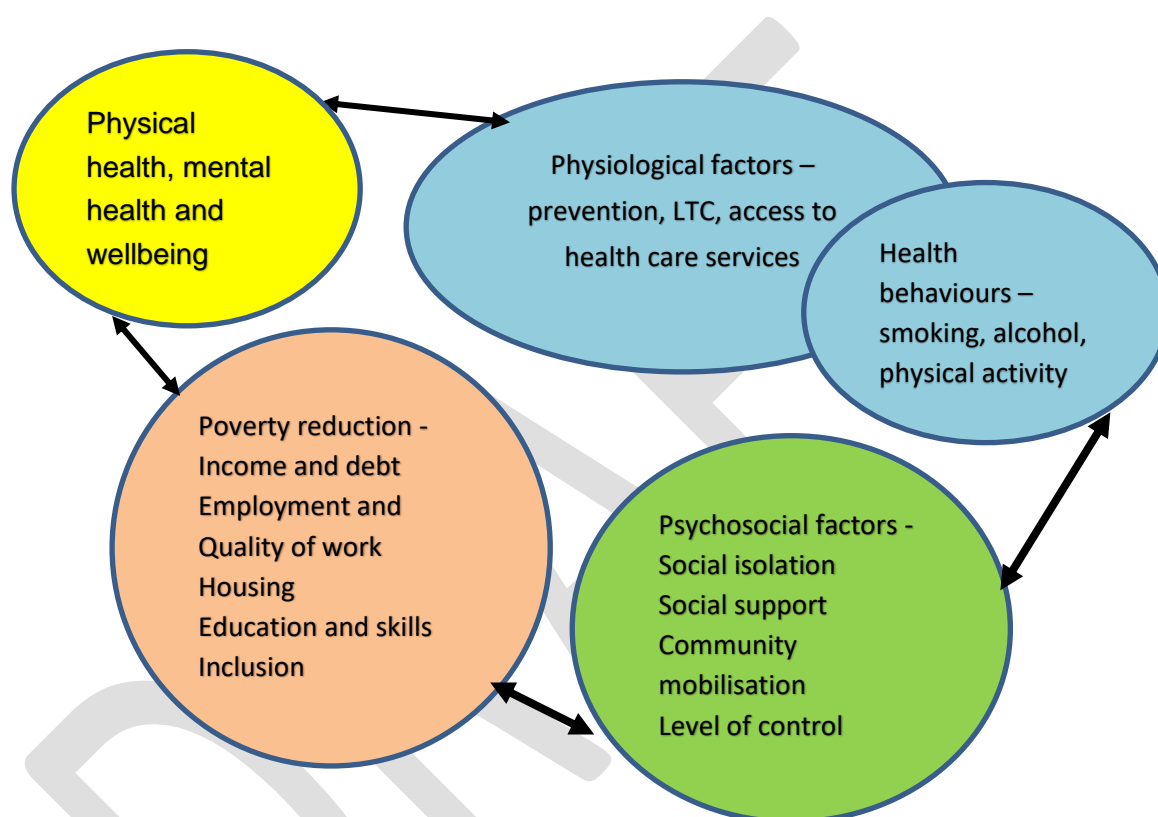 Physical
health, mental
health and
wellbeing
Physiological factors –
prevention, LTC, access to
health care services
Health
behaviours –
smoking, alcohol,
physical activity
Poverty reduction -
Income and debt
Employment and
Quality of work
Housing
Education and skills
Inclusion
Psychosocial factors -
Social isolation
Social support
Community
mobilisation
Level of control